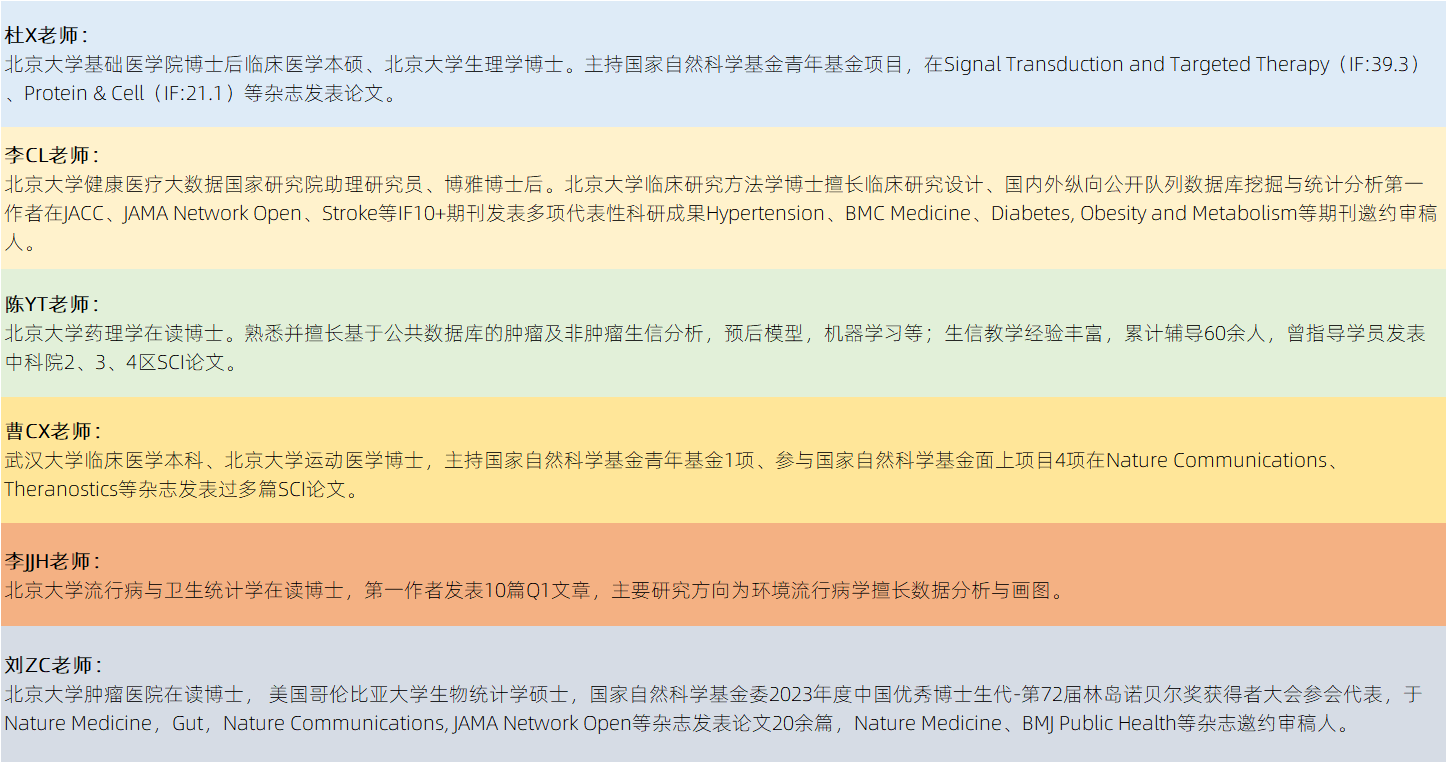 杜X老师：
北京大学基础医学院博士后临床医学本硕、北京大学生理学博士。主持国家自然科学基金青年基金项目，在Signal Transduction and Targeted Therapy（IF:39.3）
、Protein & Cell（IF:21.1）等杂志发表论文。
李CL老师：
北京大学健康医疗大数据国家研究院助理研究员、博雅博士后。北京大学临床研究方法学博士擅长临床研究设计、国内外纵向公开队列数据库挖掘与统计分析第一
作者在JACC、JAMA Network Open、Stroke等IF10+期刊发表多项代表性科研成果Hypertension、BMC Medicine、Diabetes, Obesity and Metabolism等期刊邀约审稿
人。
陈YT老师：
北京大学药理学在读博士。熟悉并擅长基于公共数据库的肿瘤及非肿瘤生信分析，预后模型，机器学习等；生信教学经验丰富，累计辅导60余人，曾指导学员发表
中科院2、3、4区SCI论文。
曹CX老师：
武汉大学临床医学本科、北京大学运动医学博士，主持国家自然科学基金青年基金1项、参与国家自然科学基金面上项目4项在Nature Communications、
Theranostics等杂志发表过多篇SCI论文。
李JJH老师：
北京大学流行病与卫生统计学在读博士，第一作者发表10篇Q1文章，主要研究方向为环境流行病学擅长数据分析与画图。
刘ZC老师：
北京大学肿瘤医院在读博士， 美国哥伦比亚大学生物统计学硕士，国家自然科学基金委2023年度中国优秀博士生代-第72届林岛诺贝尔奖获得者大会参会代表，于
Nature Medicine，Gut，Nature Communications, JAMA Network Open等杂志发表论文20余篇，Nature Medicine、BMJ Public Health等杂志邀约审稿人。